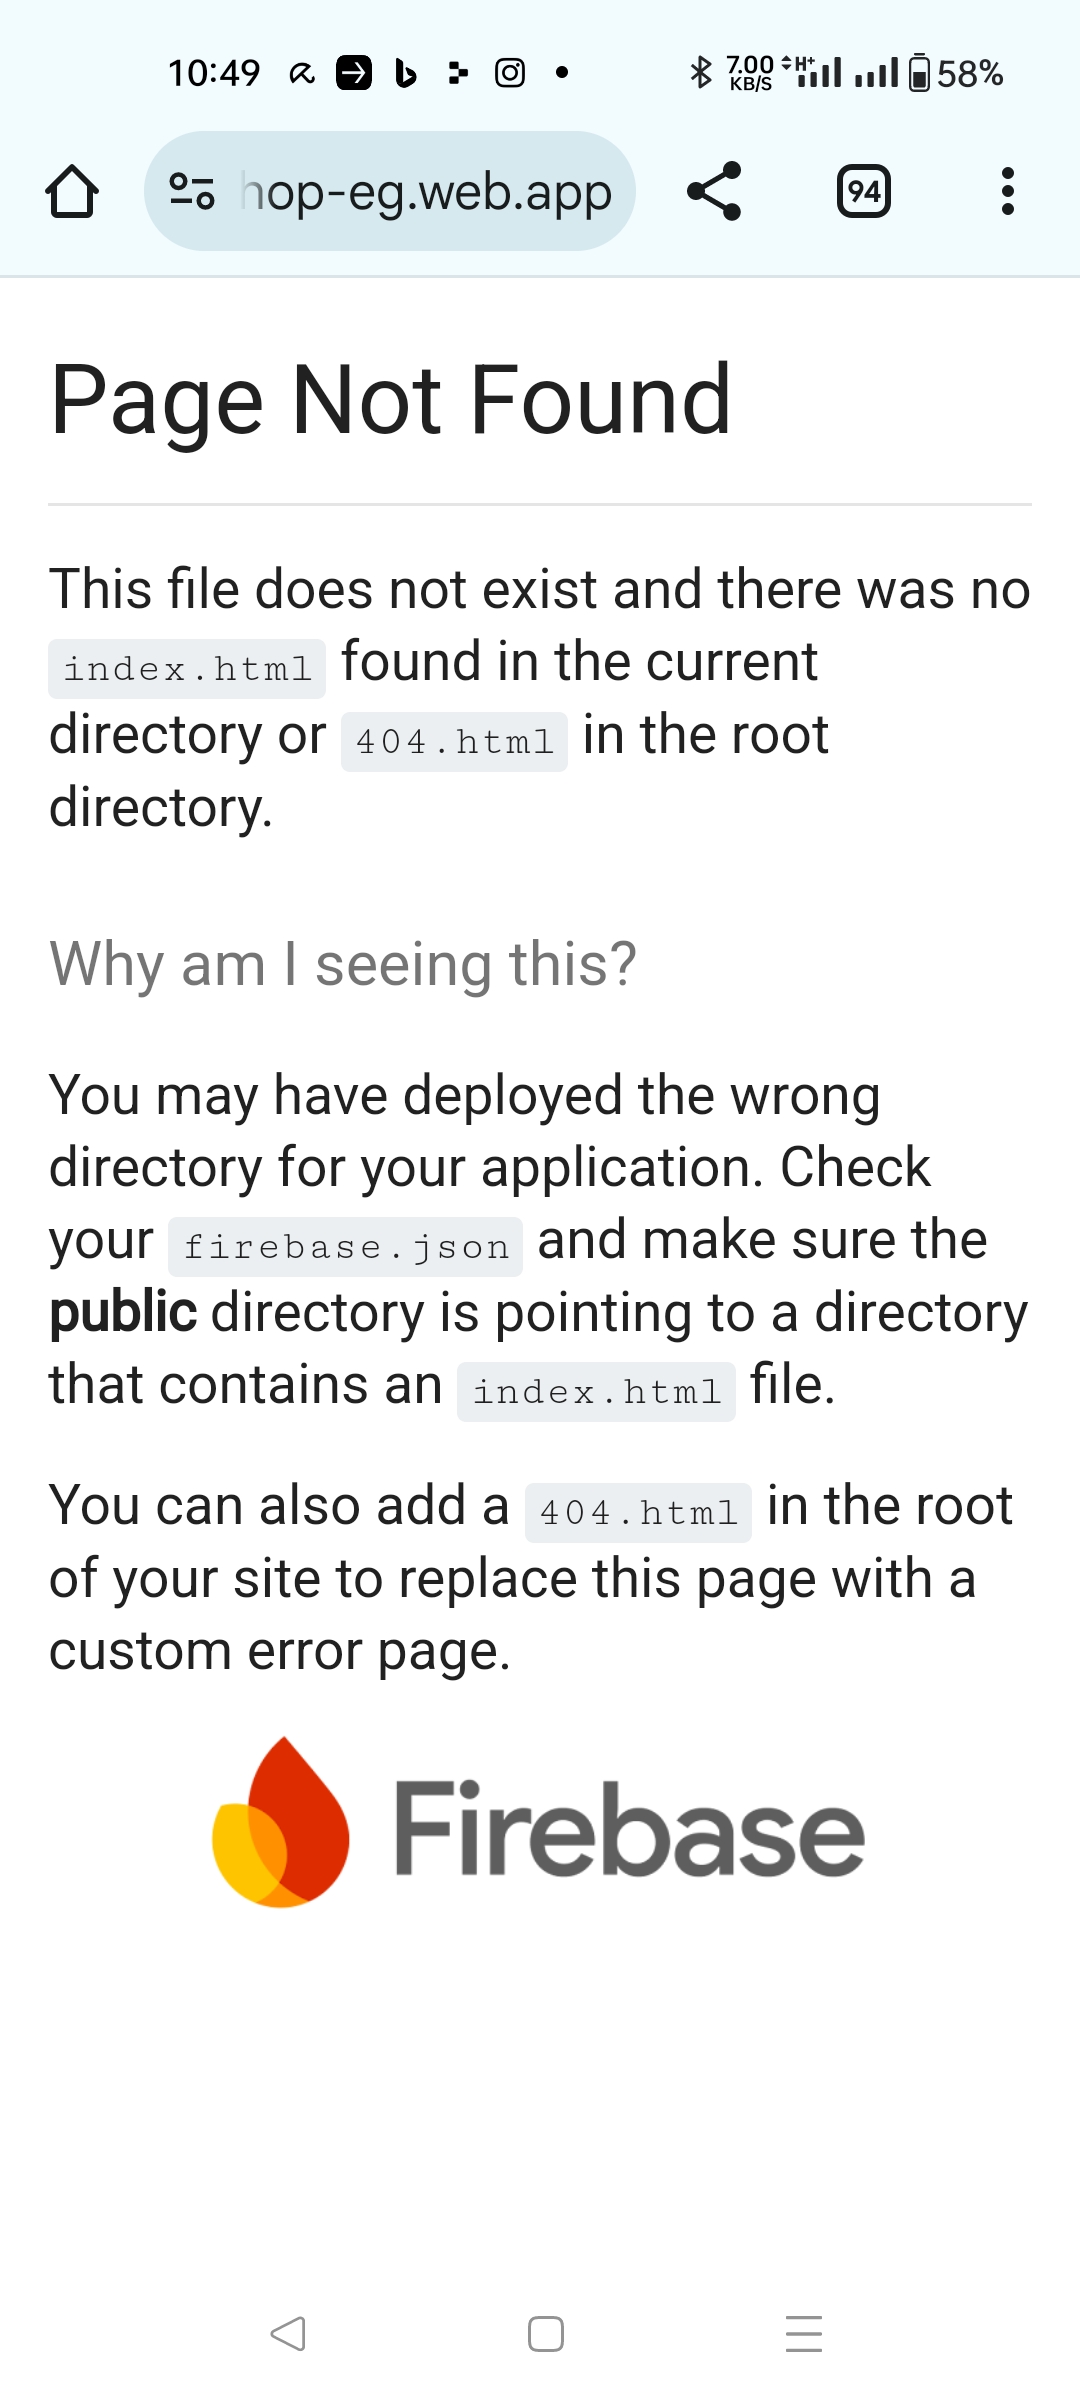 10:49 7.00 KB/S H+ 58%
hop-eg.web.app 94
Page Not Found
This file does not exist and there was no
index.html found in the current
directory or 404.html in the root
directory.
Why am I seeing this?
You may have deployed the wrong
directory for your application. Check
your firebase.json and make sure the
public directory is pointing to a directory
that contains an index.html file.
You can also add a 404.html in the root
of your site to replace this page with a
custom error page.
Firebase